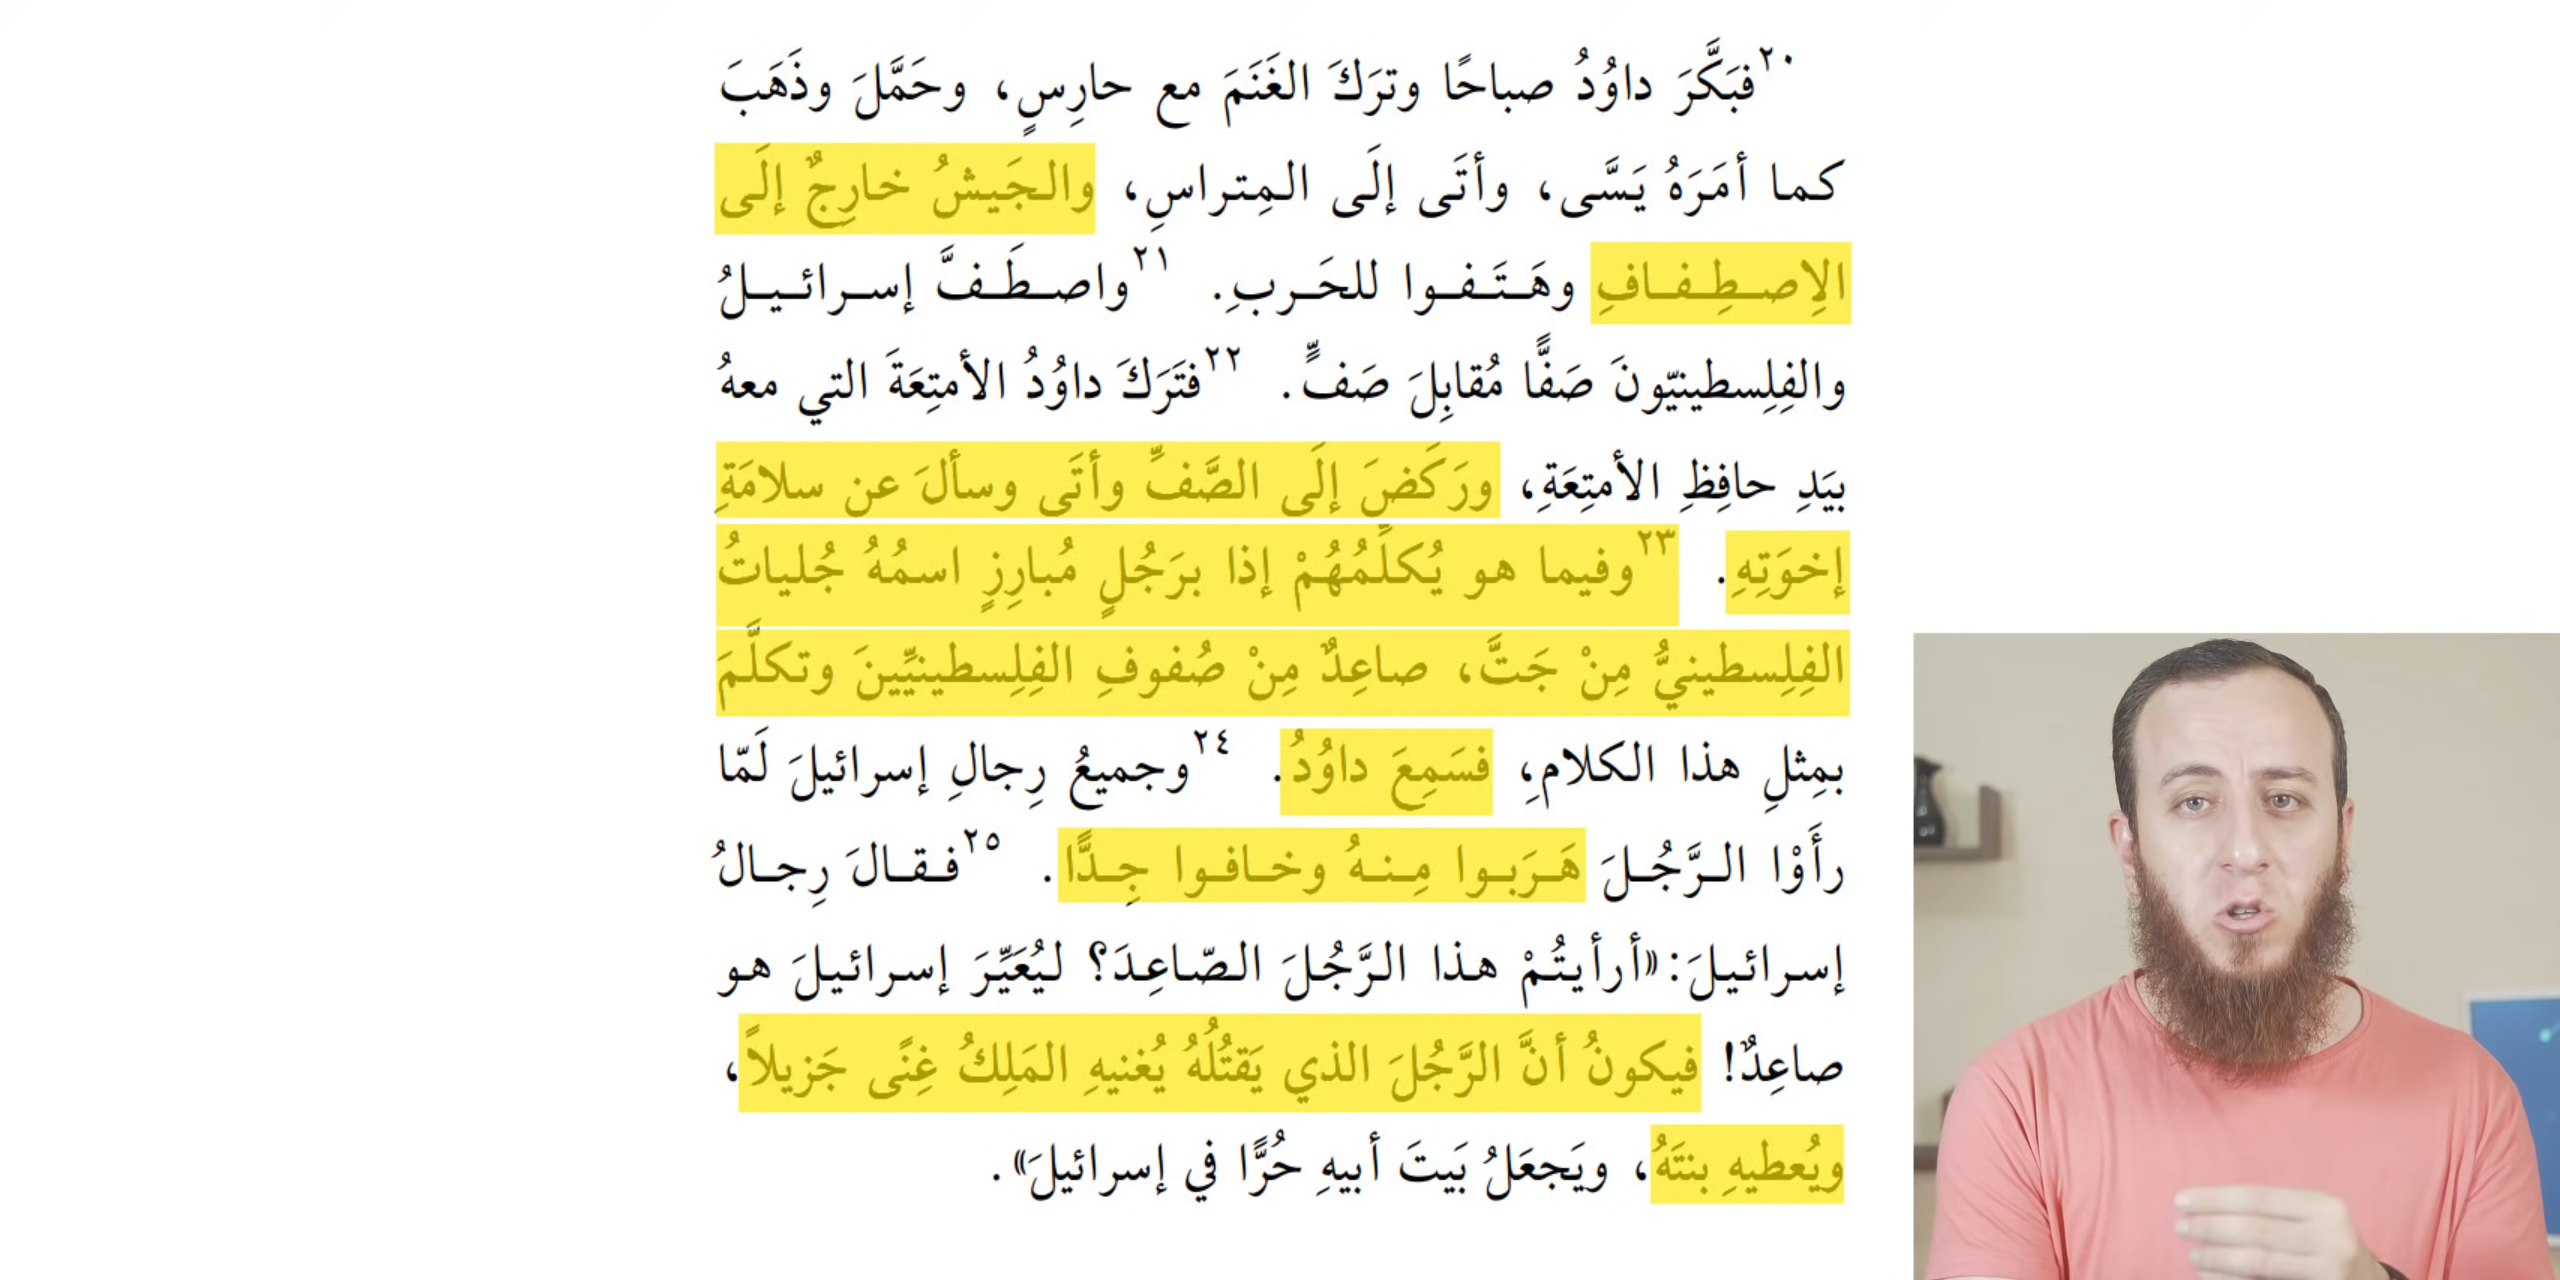 ٢٠فبَكَّرَ داوُدُ صباحًا وترَكَ الغَنَمَ مع حارِسٍ، وحَمَّلَ وذَهَبَ
كما أمَرَهُ يَسَّى، وأتَى إلَى المِتراسِ، والجَيشُ خارِجٌ إلَى
الِاصطِفافِ وهَتَفوا للحَربِ. ٢١واصطَفَّ إسرائيلُ
والفِلِسطينيّونَ صَفًّا مُقابِلَ صَفٍّ. ٢٢فتَرَكَ داوُدُ الأمتِعَةَ التي معهُ
بيَدِ حافِظِ الأمتِعَةِ، ورَكَضَ إلَى الصَّفِّ وأتَى وسألَ عن سلامَةِ
إخوَتِهِ. ٢٣وفيما هو يُكلِّمُهُمْ إذا برَجُلٍ مُبارِزٍ اسمُهُ جُلياتُ
الفِلِسطينيُّ مِنْ جَتَّ، صاعِدٌ مِنْ صُفوفِ الفِلِسطينيِّينَ وتكلَّمَ
بمِثلِ هذا الكلامِ، فسَمِعَ داوُدُ. ٢٤وجميعُ رِجالِ إسرائيلَ لَمّا
رأَوْا الرَّجُلَ هَرَبوا مِنهُ وخافوا جِدًّا. ٢٥فقالَ رِجالُ
إسرائيلَ: «أرأيتُمْ هذا الرَّجُلَ الصّاعِدَ؟ ليُعَيِّرَ إسرائيلَ هو
صاعِدٌ! فيكونُ أنَّ الرَّجُلَ الذي يَقتُلُهُ يُغنيهِ المَلِكُ غِنًى جَزيلاً،
ويُعطيهِ بنتَهُ، ويَجعَلُ بَيتَ أبيهِ حُرًّا في إسرائيلَ».